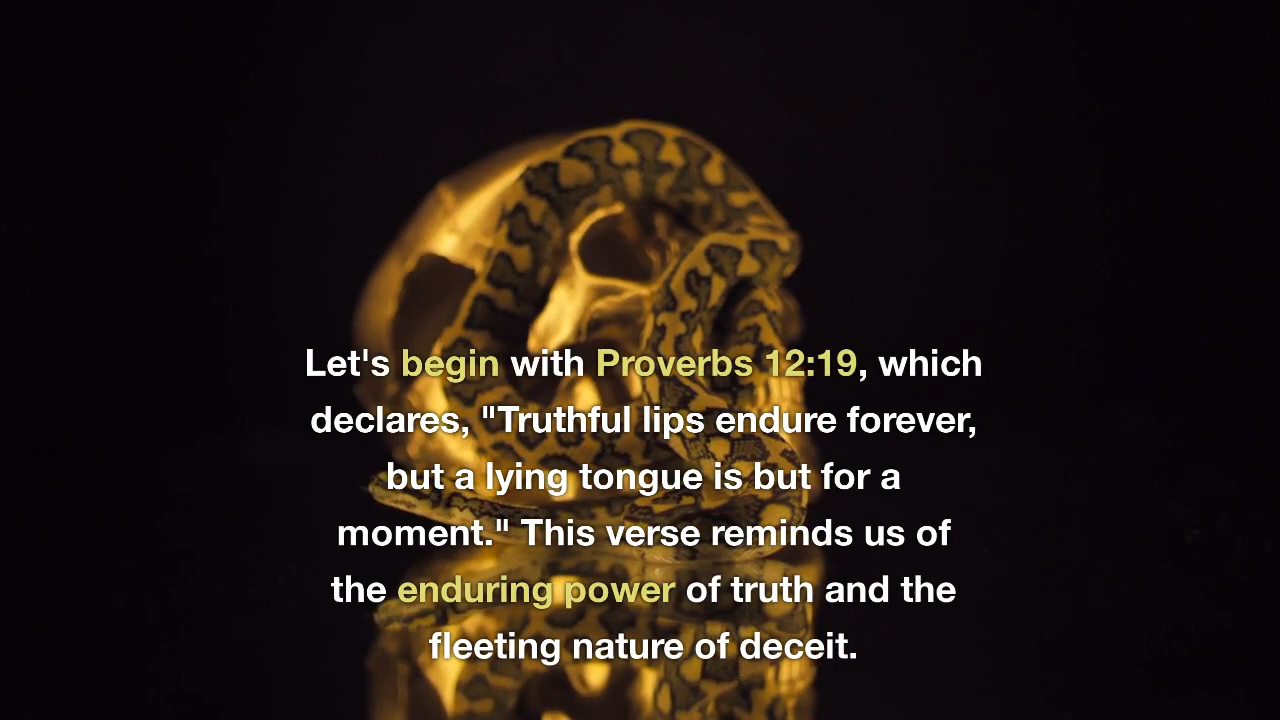 Let's begin with Proverbs 12:19, which
declares, "Truthful lips endure forever,
but a lying tongue is but for a
moment." This verse reminds us of
the enduring power of truth and the
fleeting nature of deceit.